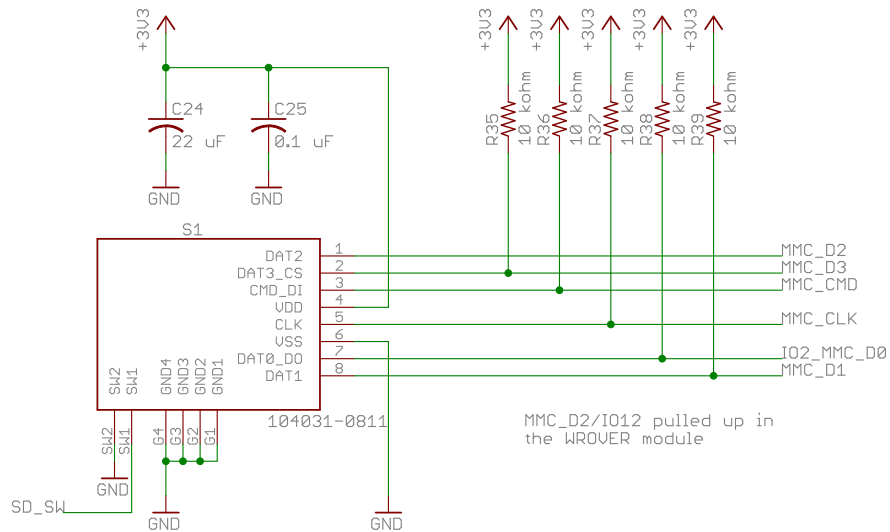 +3V3
+3V3
+3V3
+3V3
+3V3
+3V3
C24
22 uF
GND
C25
0.1 uF
GND
R35
10 kohm
R36
10 kohm
R37
10 kohm
R38
10 kohm
R39
10 kohm
S1
DAT2 1 MMC_D2
DAT3_CS 2 MMC_D3
CMD_DI 3 MMC_CMD
VDD 4
CLK 5 MMC_CLK
VSS 6
DAT0_DO 7 IO2_MMC_D0
DAT1 8 MMC_D1
SW2
SW1
GND4
GND3
GND2
GND1
104031-0811
SW2
SW1
G4
G3
G2
G1
MMC_D2/IO12 pulled up in
the WROVER module
GND
SD_SW
GND
GND